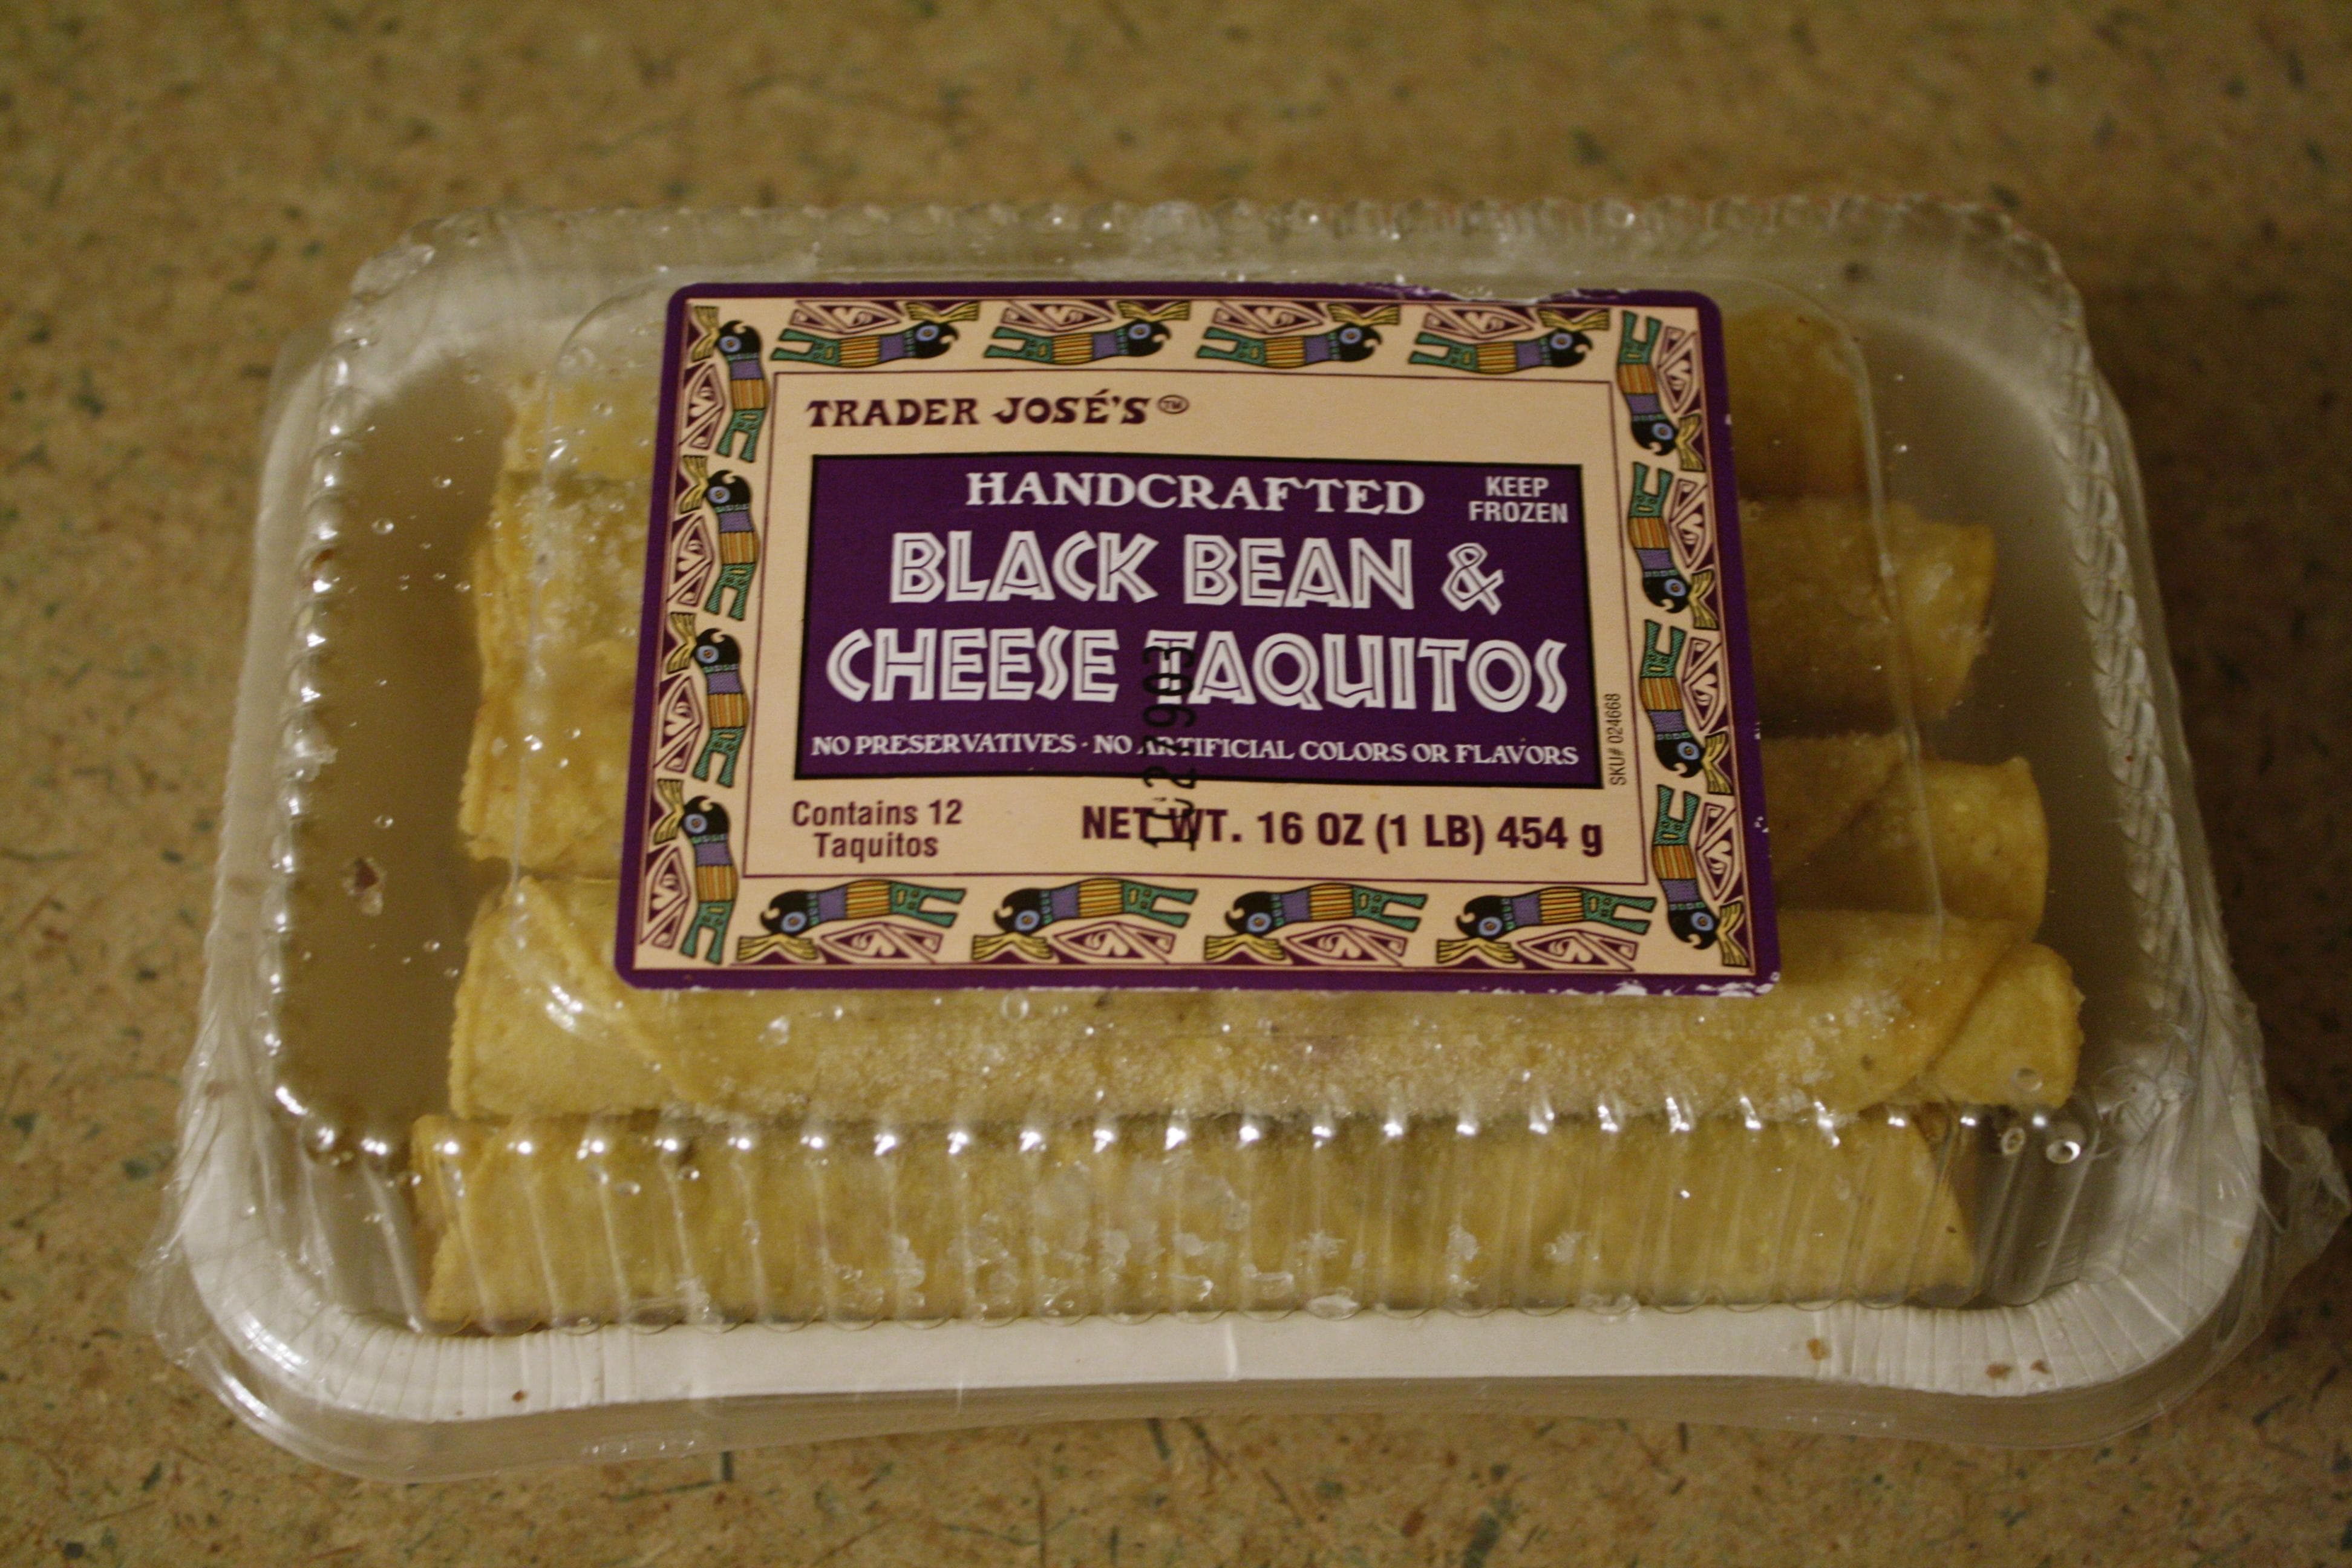 TRADER JOSÉ'S™
HANDCRAFTED
KEEP
FROZEN
BLACK BEAN &
CHEESE TAQUITOS
NO PRESERVATIVES · NO ARTIFICIAL COLORS OR FLAVORS
SKU# 024668
Contains 12
Taquitos
NET WT. 16 OZ (1 LB) 454 g